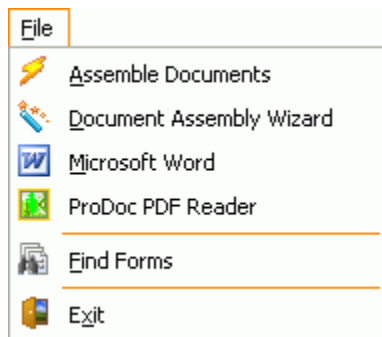 File
Assemble Documents
Document Assembly Wizard
Microsoft Word
ProDoc PDF Reader
Find Forms
Exit